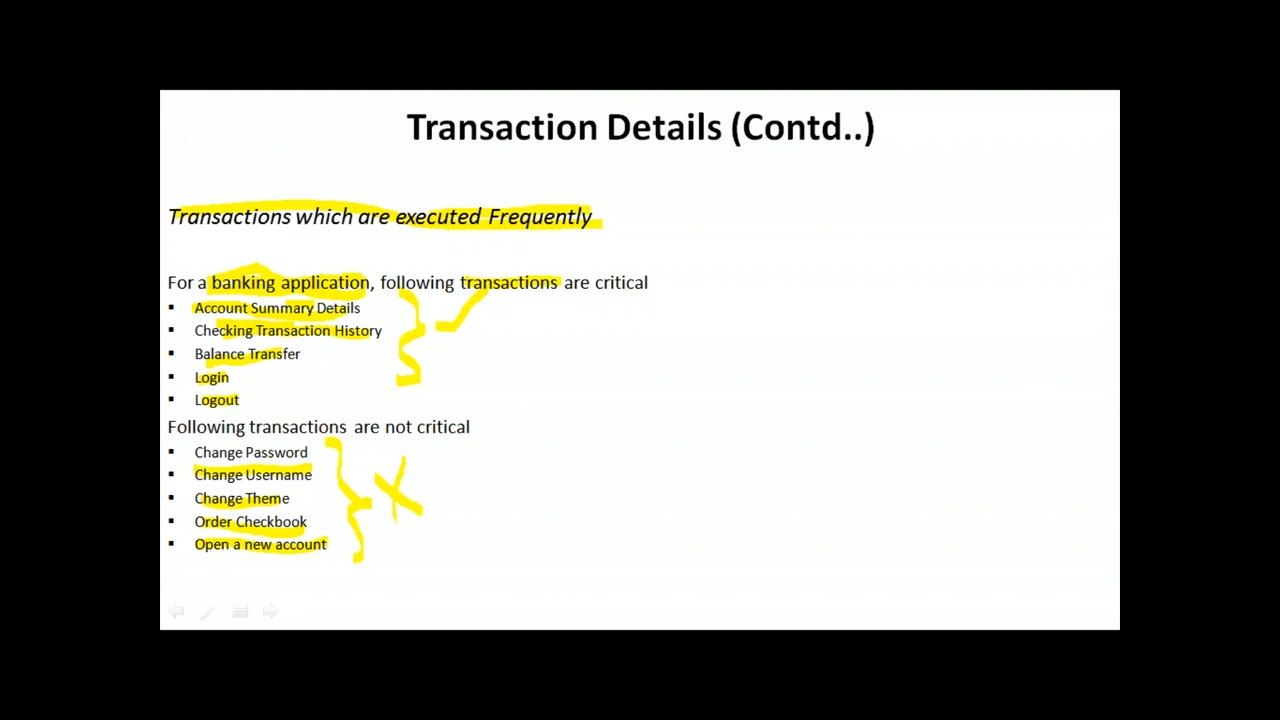 Transaction Details (Contd..)
Transactions which are executed Frequently
For a banking application, following transactions are critical
▪ Account Summary Details
▪ Checking Transaction History
▪ Balance Transfer
▪ Login
▪ Logout
Following transactions are not critical
▪ Change Password
▪ Change Username
▪ Change Theme
▪ Order Checkbook
▪ Open a new account